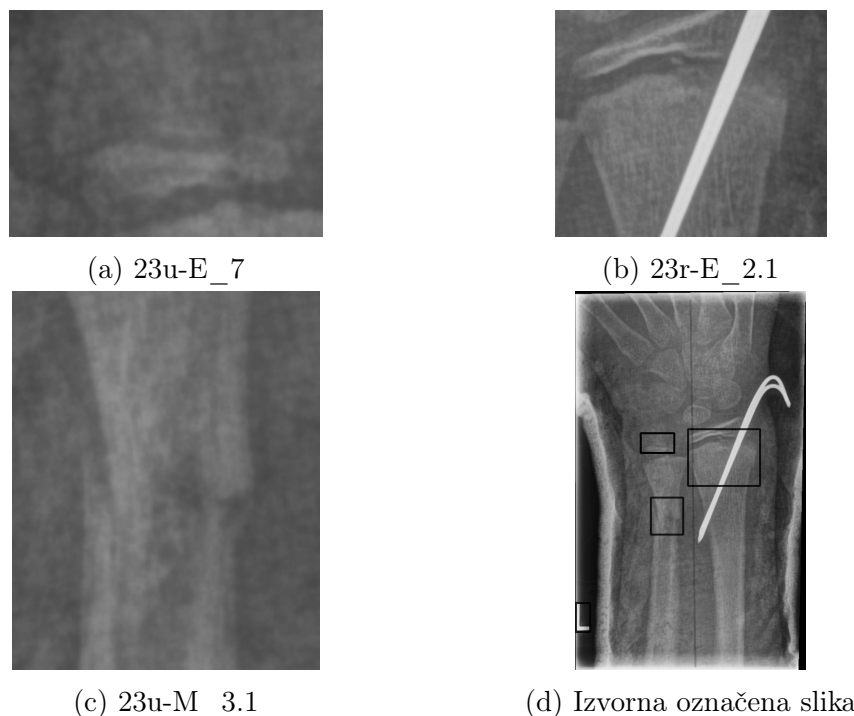 (a) 23u-E_7
(b) 23r-E_2.1
L
(c) 23u-M_3.1
(d) Izvorna označena slika